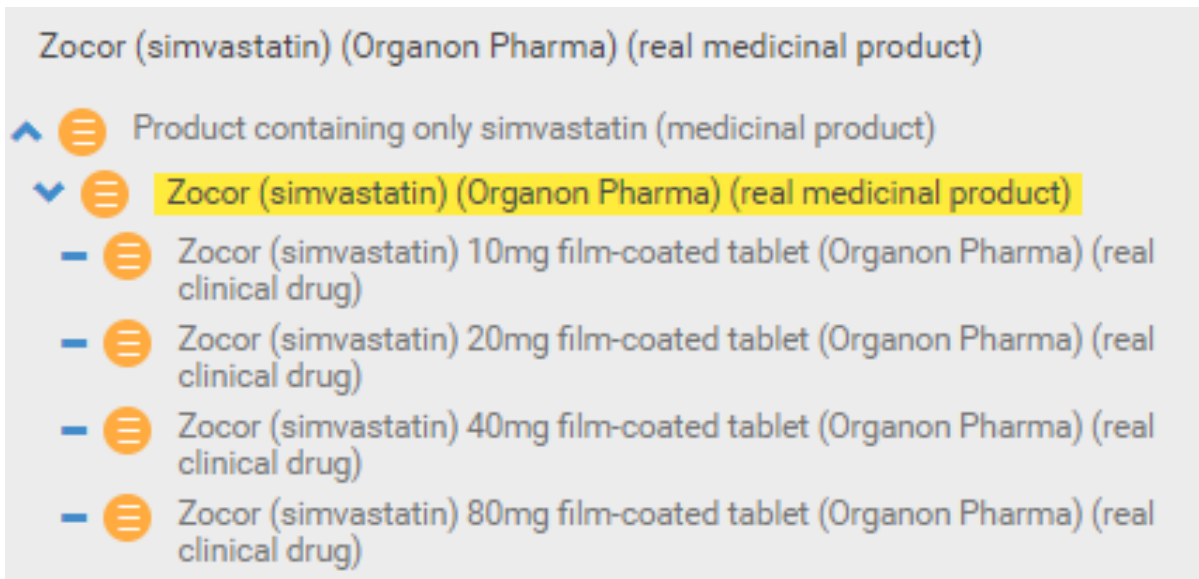 Zocor (simvastatin) (Organon Pharma) (real medicinal product)
Product containing only simvastatin (medicinal product)
Zocor (simvastatin) (Organon Pharma) (real medicinal product)
Zocor (simvastatin) 10mg film-coated tablet (Organon Pharma) (real
clinical drug)
Zocor (simvastatin) 20mg film-coated tablet (Organon Pharma) (real
clinical drug)
Zocor (simvastatin) 40mg film-coated tablet (Organon Pharma) (real
clinical drug)
Zocor (simvastatin) 80mg film-coated tablet (Organon Pharma) (real
clinical drug)